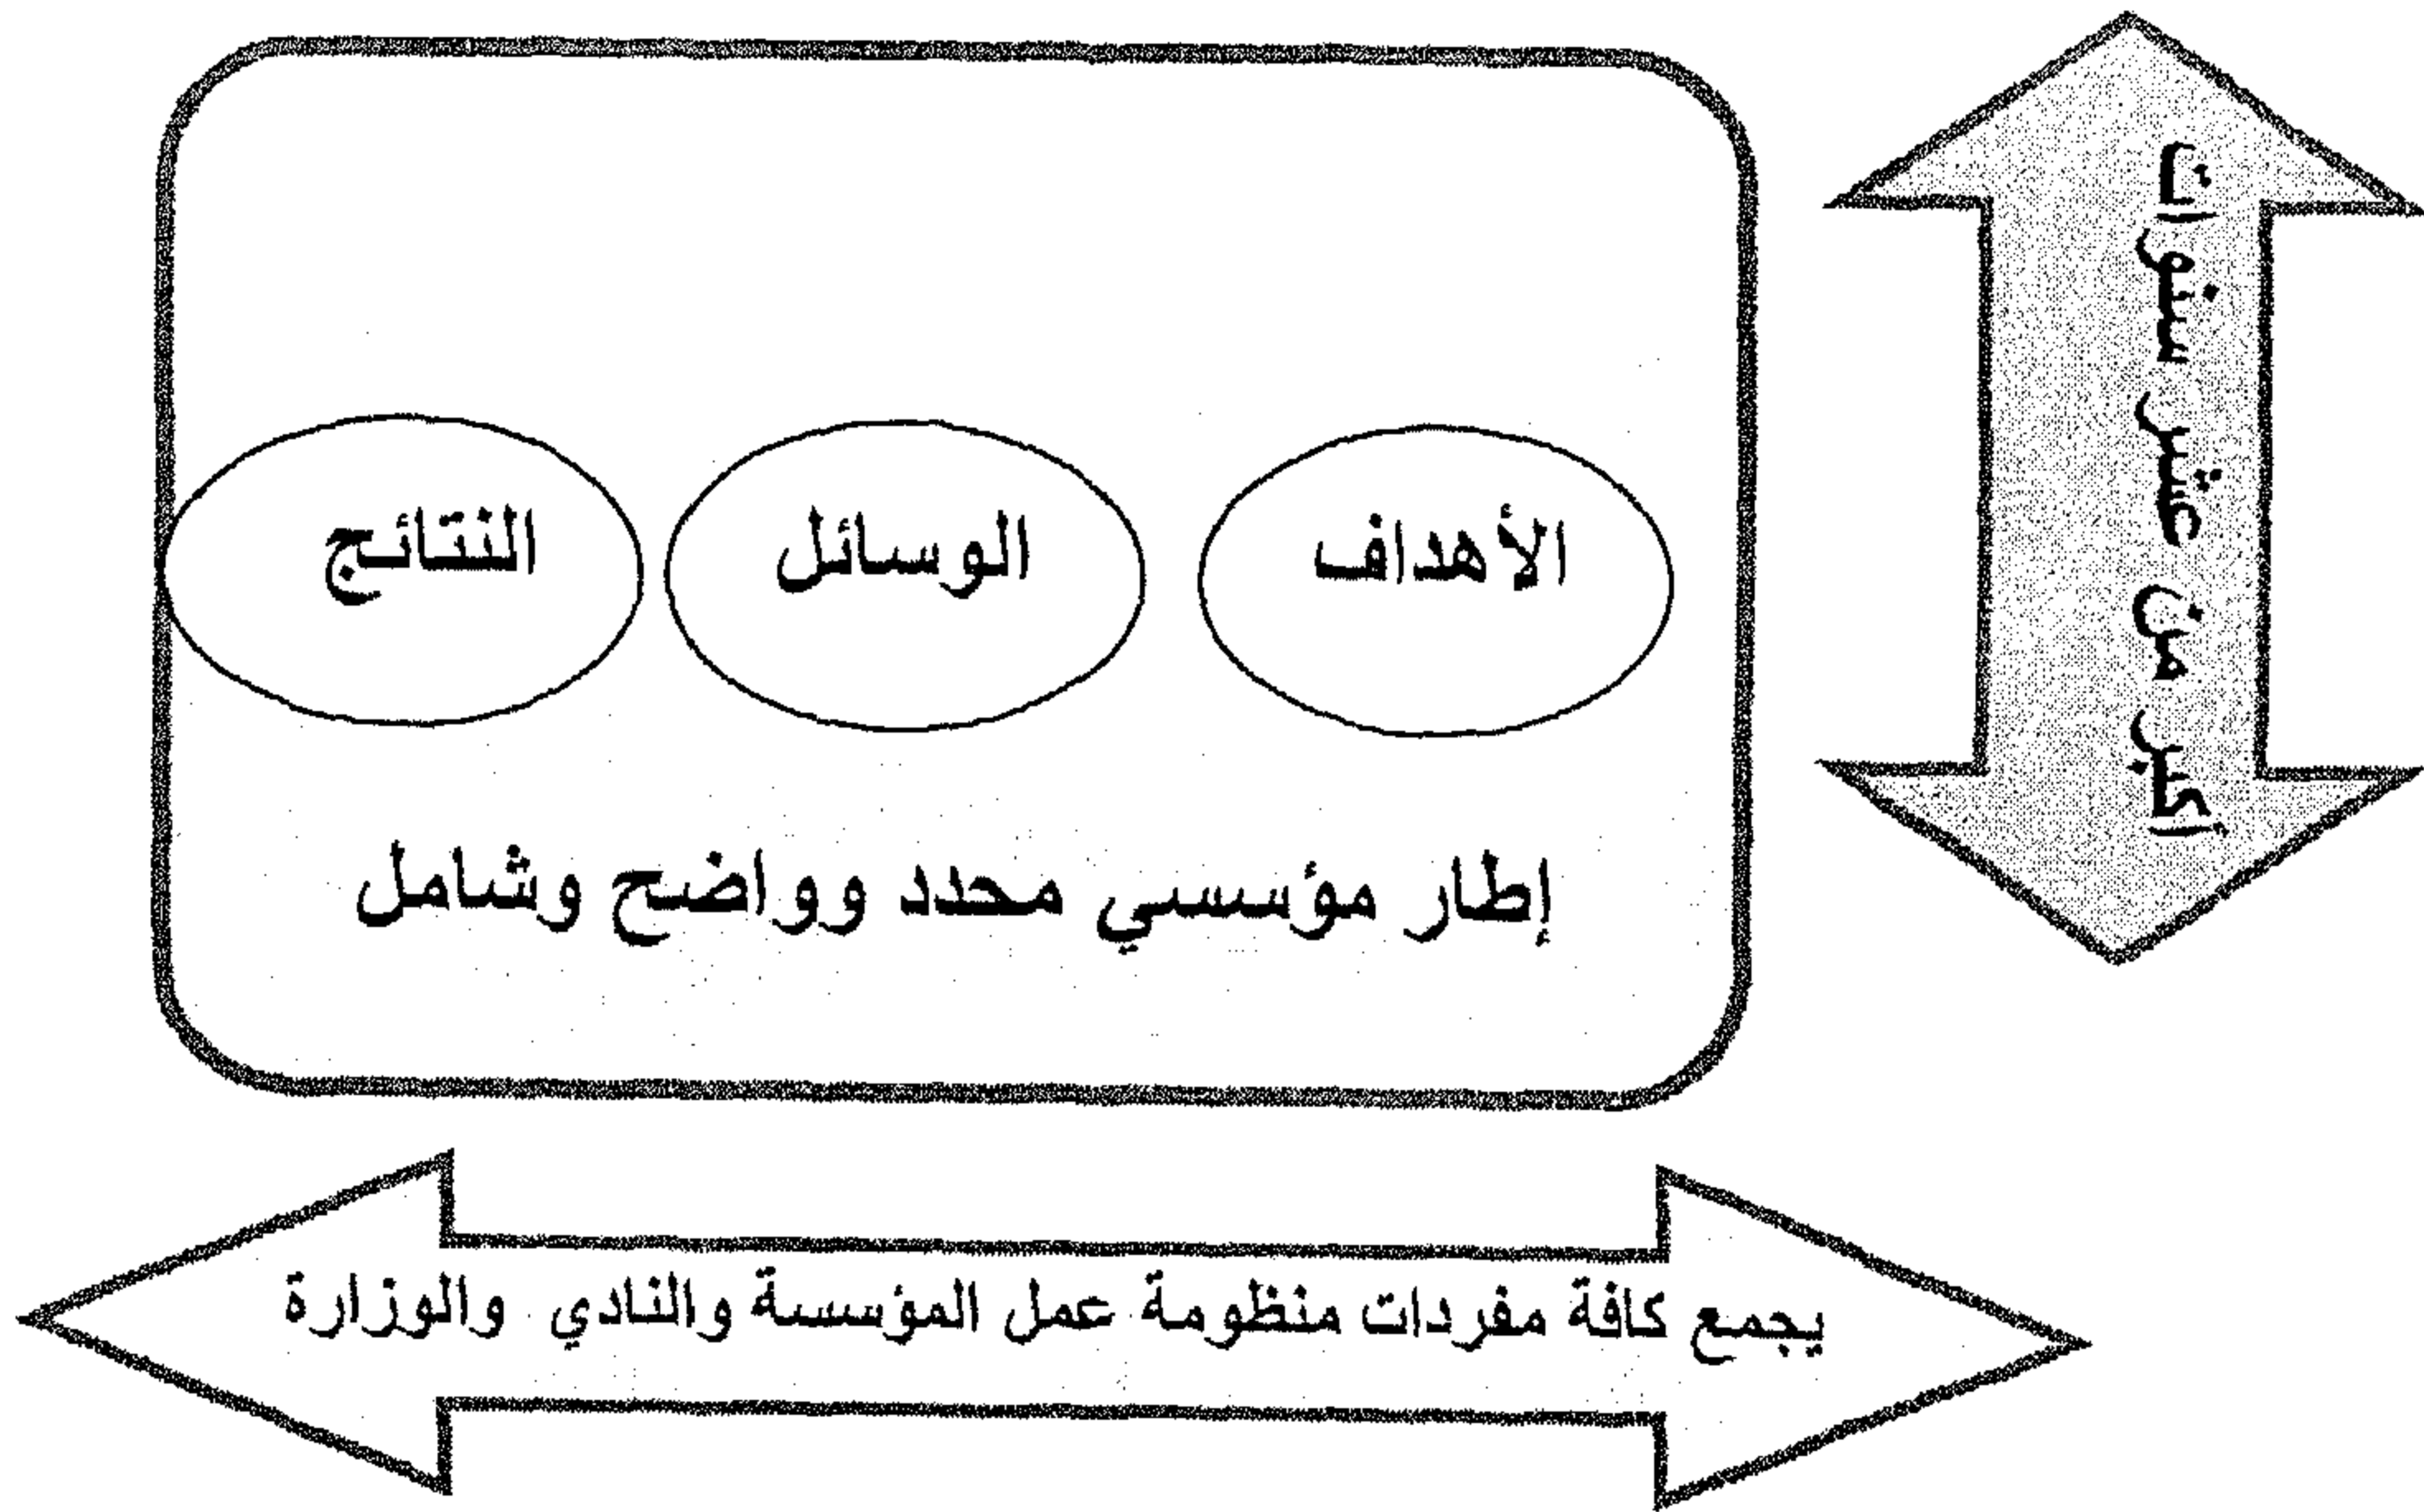 أكبر من عشر سنوات
الأهداف
الوسائل
النتائج
إطار مؤسسي محدد وواضح وشامل
يجمع كافة مفردات منظومة عمل المؤسسة والنادي والوزارة